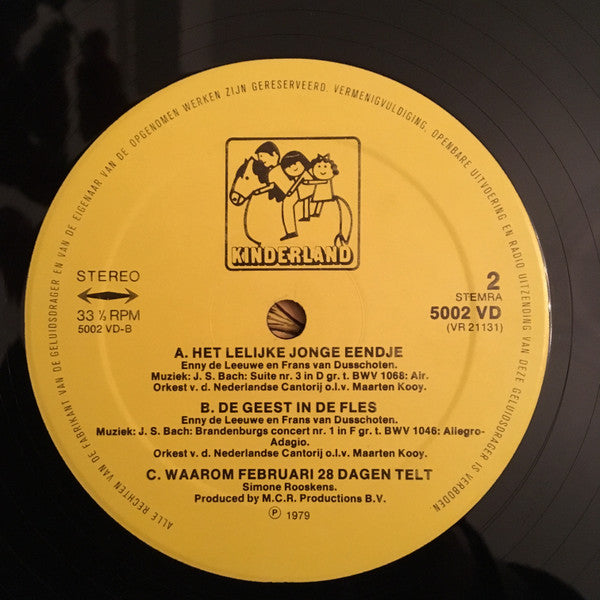 ALLE RECHTEN VAN DE FABRIKANT VAN DE GELUIDSDRAGER EN VAN DE EIGENAAR VAN DE OPGENOMEN WERKEN ZIJN GERESERVEERD. VERMENIGVULDIGING, OPENBARE UITVOERING EN RADIO UITZENDING VAN DEZE GELUIDSDRAGER IS VERBODEN
KINDERLAND
STEREO
33 ⅓ RPM
5002 VD-B
2
STEMRA
5002 VD
(VR 21131)
A. HET LELIJKE JONGE EENDJE
Enny de Leeuwe en Frans van Dusschoten.
Muziek: J. S. Bach: Suite nr. 3 in D gr. t. BWV 1068: Air.
Orkest v. d. Nederlandse Cantorij o.l.v. Maarten Kooy.
B. DE GEEST IN DE FLES
Enny de Leeuwe en Frans van Dusschoten.
Muziek: J. S. Bach: Brandenburgs concert nr. 1 in F gr. t. BWV 1046: Allegro-
Adagio.
Orkest v. d. Nederlandse Cantorij o.l.v. Maarten Kooy.
C. WAAROM FEBRUARI 28 DAGEN TELT
Simone Rooskens.
Produced by M.C.R. Productions B.V.
℗ 1979